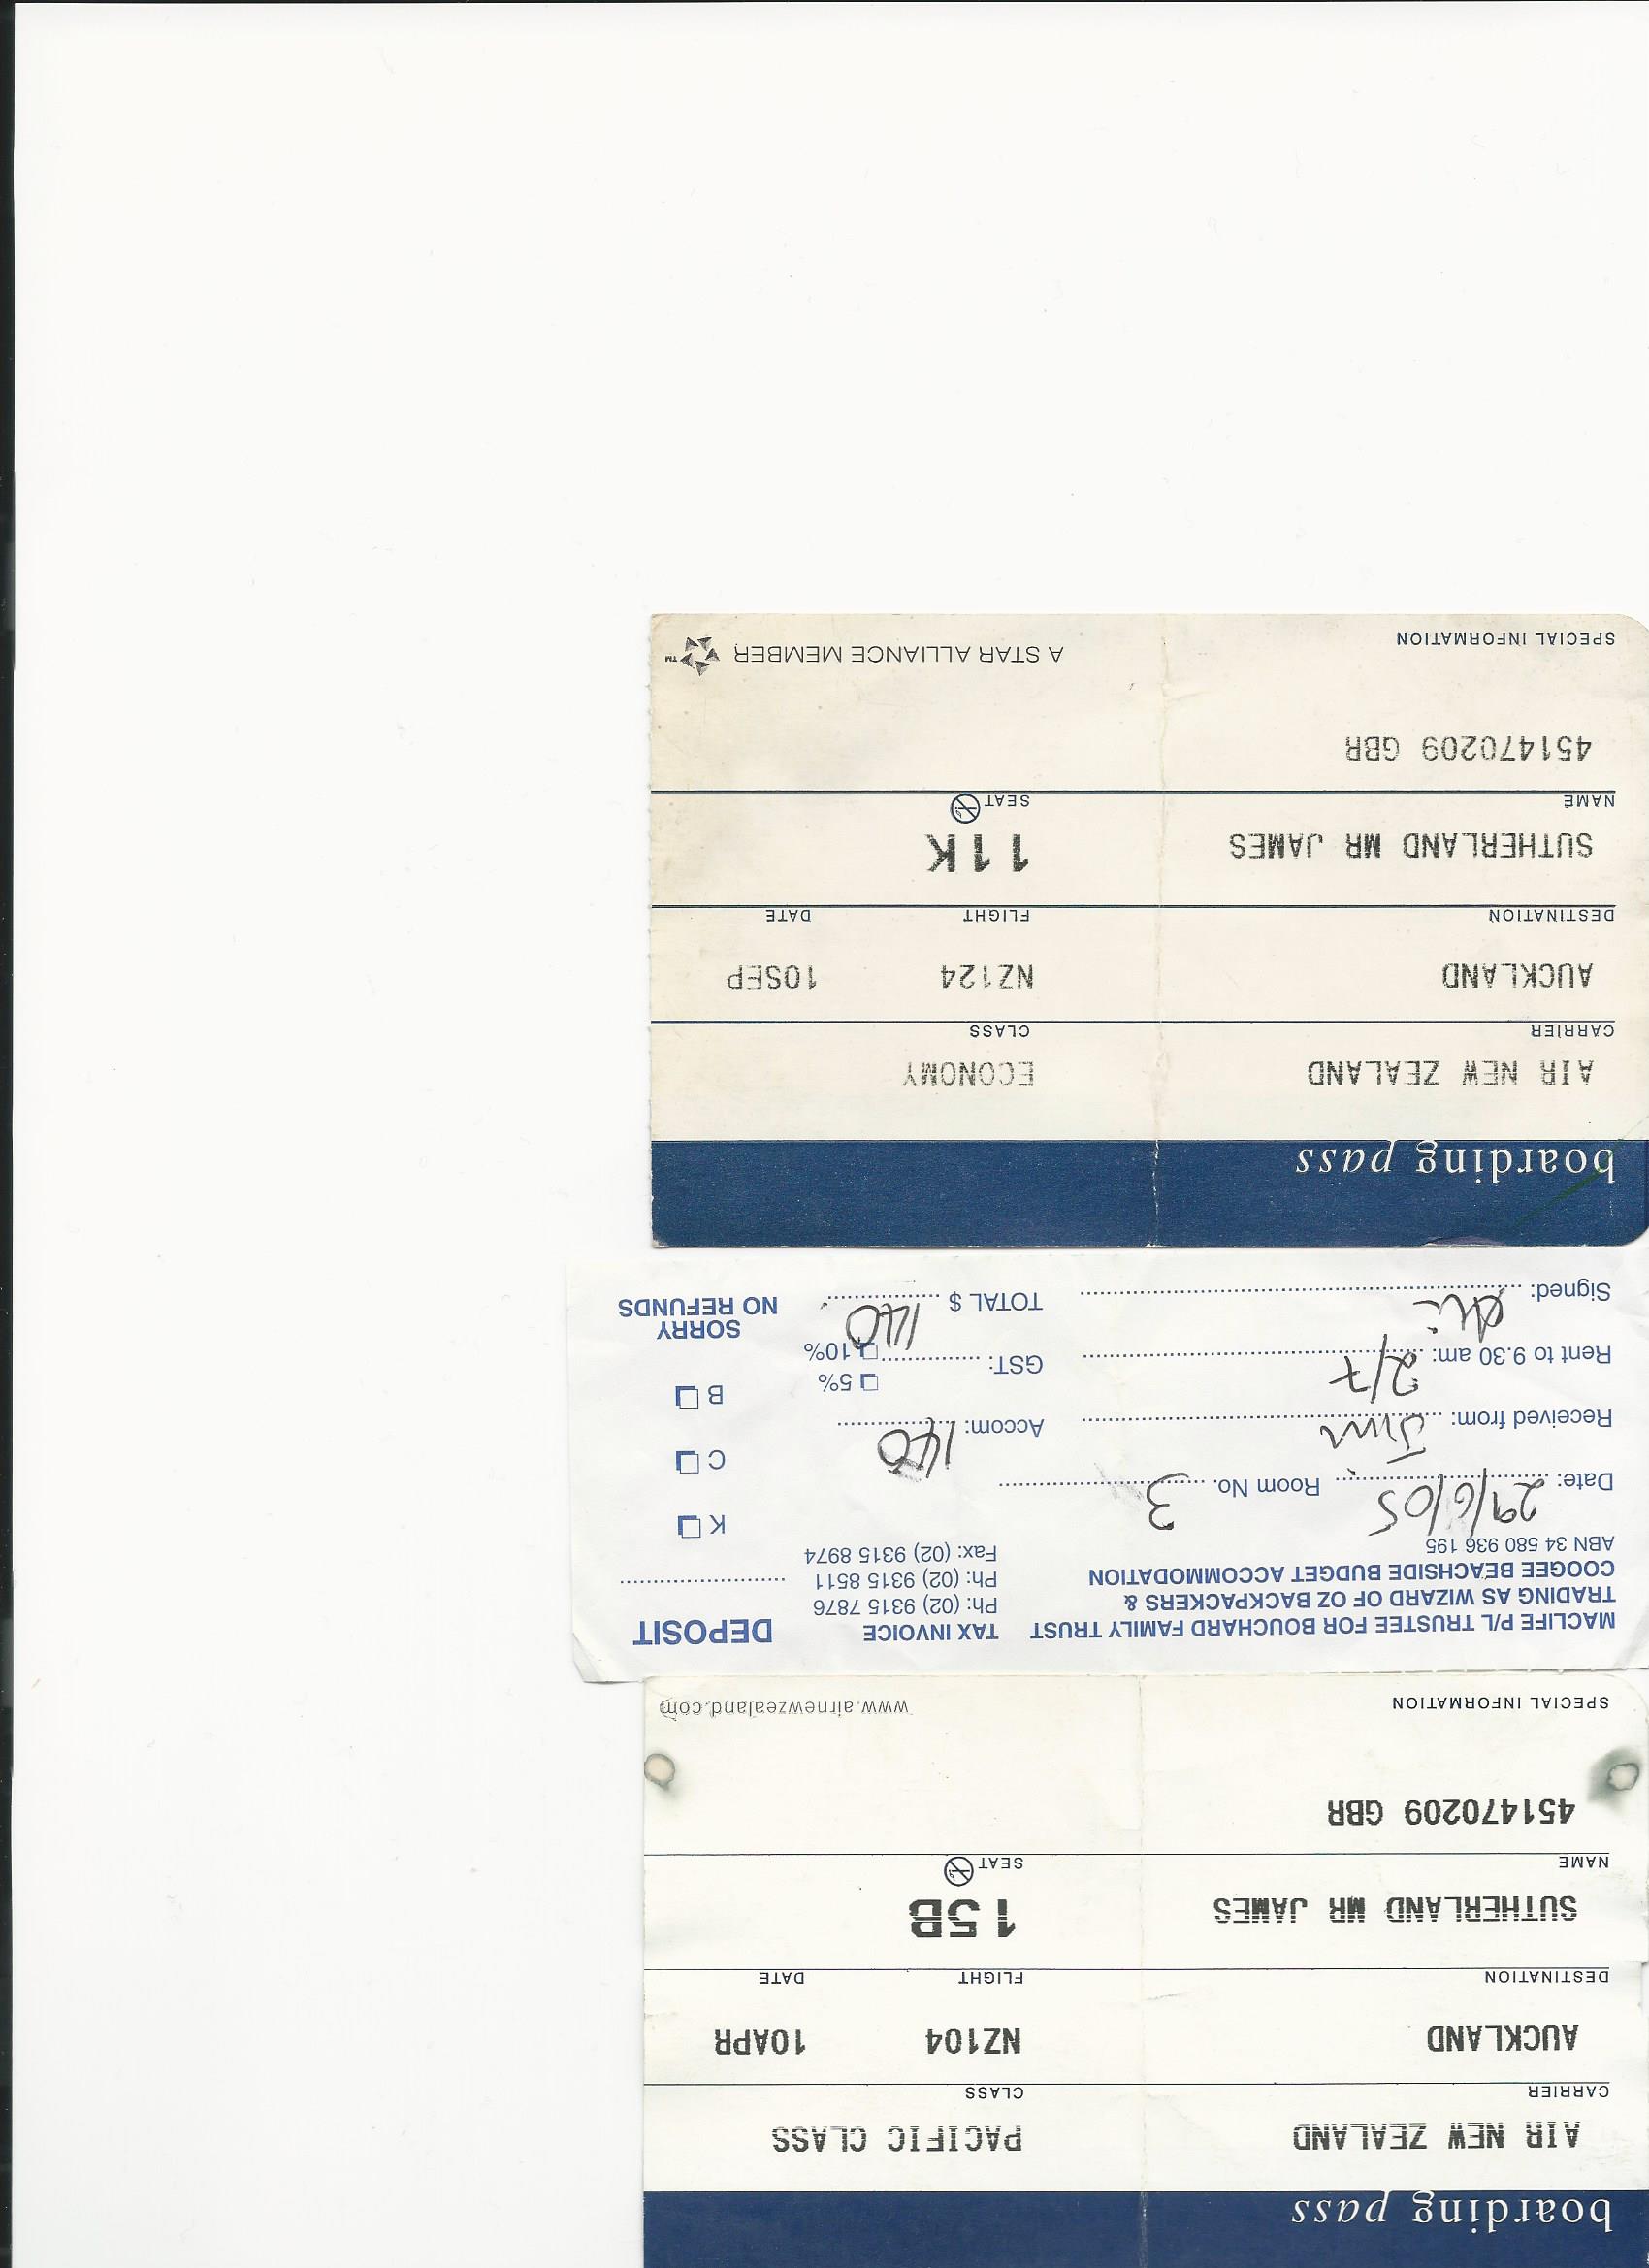 boarding pass
AIR NEW ZEALAND PACIFIC CLASS
CARRIER CLASS
AUCKLAND NZ104 10APR
DESTINATION FLIGHT DATE
SUTHERLAND MR JAMES 15B
NAME SEAT
451470209 GBR
SPECIAL INFORMATION www.airnewzealand.com
MACLIFE P/L TRUSTEE FOR BOUCHARD FAMILY TRUST TAX INVOICE DEPOSIT
TRADING AS WIZARD OF OZ BACKPACKERS & Ph: (02) 9315 7876
COOGEE BEACHSIDE BUDGET ACCOMMODATION Ph: (02) 9315 8511
ABN 34 580 936 195 Fax: (02) 9315 8974
K
Date: 29/6/05 Room No. 3
C
Received from: Jim Accom: 140
B
5%
Rent to 9.30 am: 2/7 GST:
10%
SORRY
Signed: TOTAL $ 140 NO REFUNDS
boarding pass
AIR NEW ZEALAND ECONOMY
CARRIER CLASS
AUCKLAND NZ124 10SEP
DESTINATION FLIGHT DATE
SUTHERLAND MR JAMES 11K
NAME SEAT
451470209 GBR
A STAR ALLIANCE MEMBER TM
SPECIAL INFORMATION